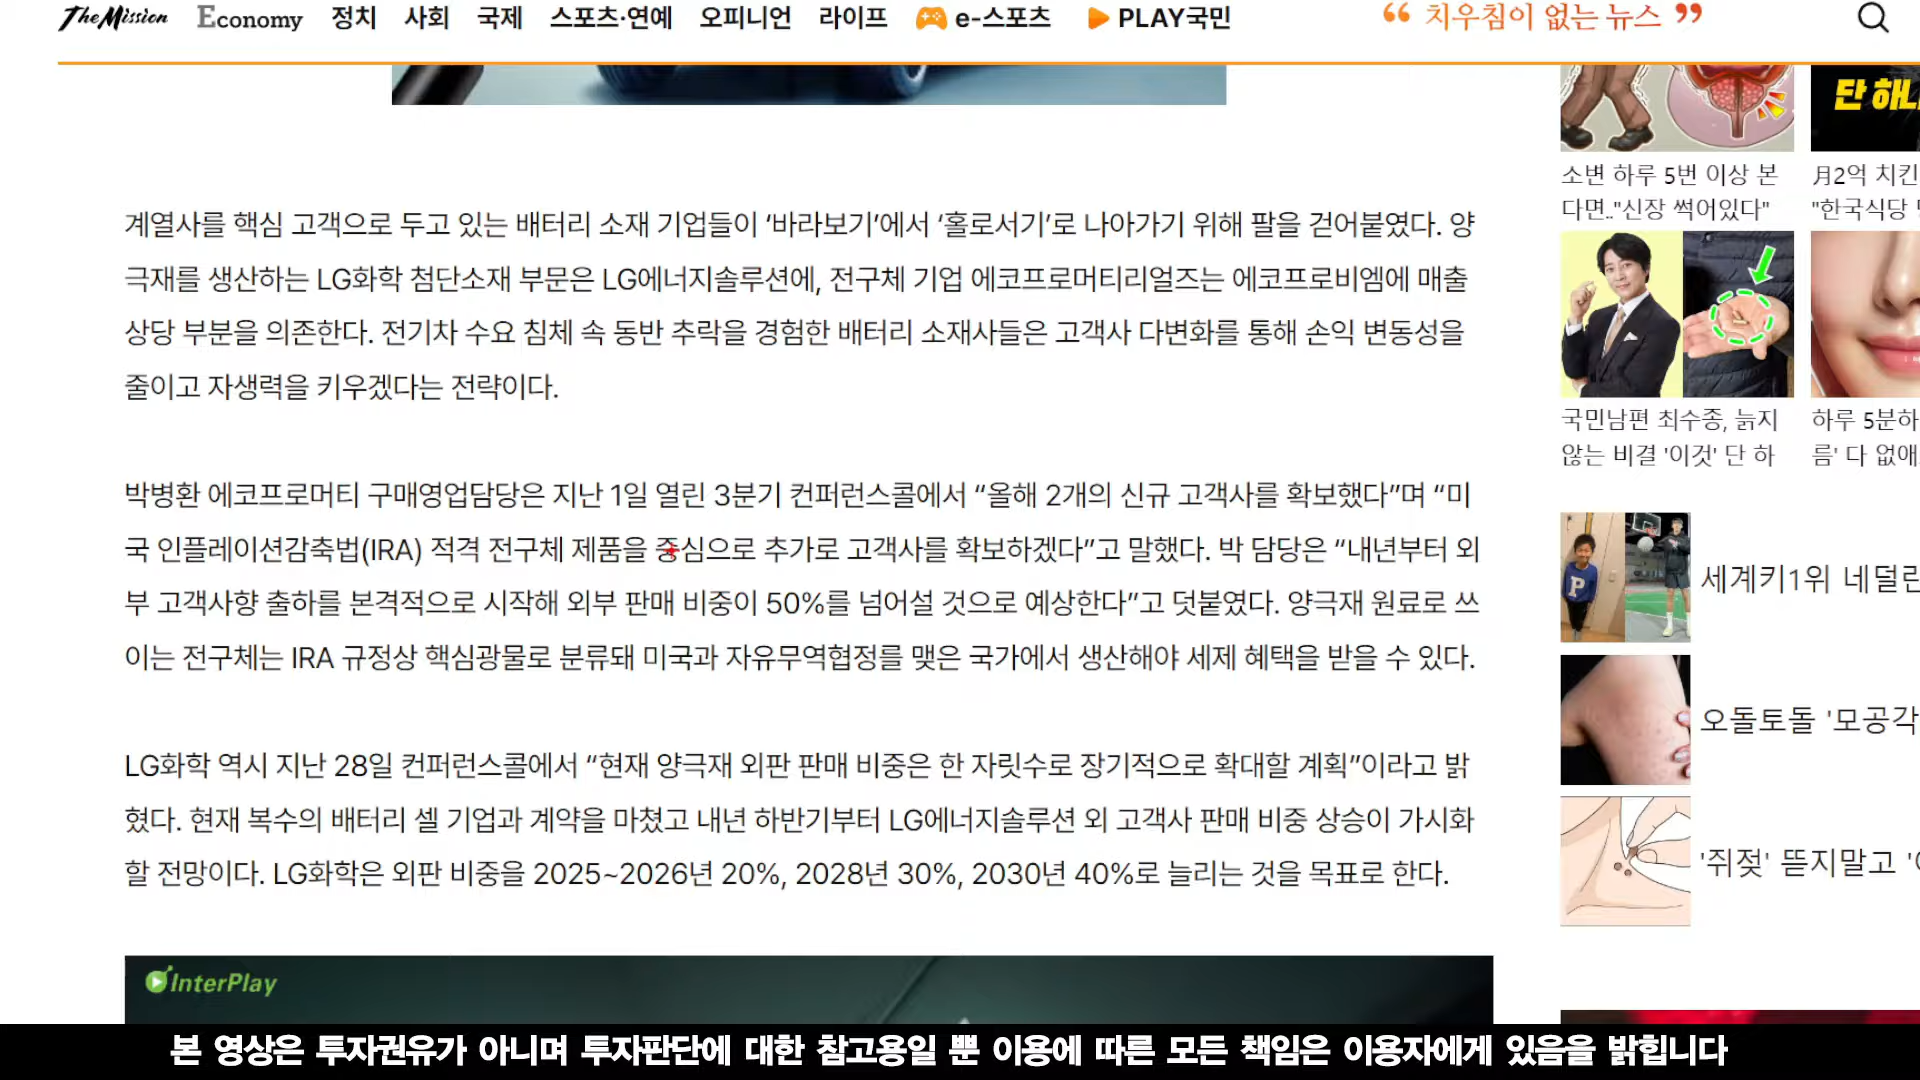 The Mission Economy 정치 사회 국제 스포츠·연예 오피니언 라이프 e-스포츠 PLAY국민 “ 치우침이 없는 뉴스 ”
계열사를 핵심 고객으로 두고 있는 배터리 소재 기업들이 ‘바라보기’에서 ‘홀로서기’로 나아가기 위해 팔을 걷어붙였다. 양
극재를 생산하는 LG화학 첨단소재 부문은 LG에너지솔루션에, 전구체 기업 에코프로머티리얼즈는 에코프로비엠에 매출
상당 부분을 의존한다. 전기차 수요 침체 속 동반 추락을 경험한 배터리 소재사들은 고객사 다변화를 통해 손익 변동성을
줄이고 자생력을 키우겠다는 전략이다.
박병환 에코프로머티 구매영업담당은 지난 1일 열린 3분기 컨퍼런스콜에서 “올해 2개의 신규 고객사를 확보했다”며 “미
국 인플레이션감축법(IRA) 적격 전구체 제품을 중심으로 추가로 고객사를 확보하겠다”고 말했다. 박 담당은 “내년부터 외
부 고객사향 출하를 본격적으로 시작해 외부 판매 비중이 50%를 넘어설 것으로 예상한다”고 덧붙였다. 양극재 원료로 쓰
이는 전구체는 IRA 규정상 핵심광물로 분류돼 미국과 자유무역협정를 맺은 국가에서 생산해야 세제 혜택을 받을 수 있다.
LG화학 역시 지난 28일 컨퍼런스콜에서 “현재 양극재 외판 판매 비중은 한 자릿수로 장기적으로 확대할 계획”이라고 밝
혔다. 현재 복수의 배터리 셀 기업과 계약을 마쳤고 내년 하반기부터 LG에너지솔루션 외 고객사 판매 비중 상승이 가시화
할 전망이다. LG화학은 외판 비중을 2025~2026년 20%, 2028년 30%, 2030년 40%로 늘리는 것을 목표로 한다.
InterPlay
단 하
소변 하루 5번 이상 본
다면.."신장 썩어있다"
月2억 치킨
"한국식당
국민남편 최수종, 늙지
않는 비결 '이것' 단 하
하루 5분하
름' 다 없애
세계키1위 네덜란
오돌토돌 '모공각
'쥐젖' 뜯지말고
본 영상은 투자권유가 아니며 투자판단에 대한 참고용일 뿐 이용에 따른 모든 책임은 이용자에게 있음을 밝힙니다